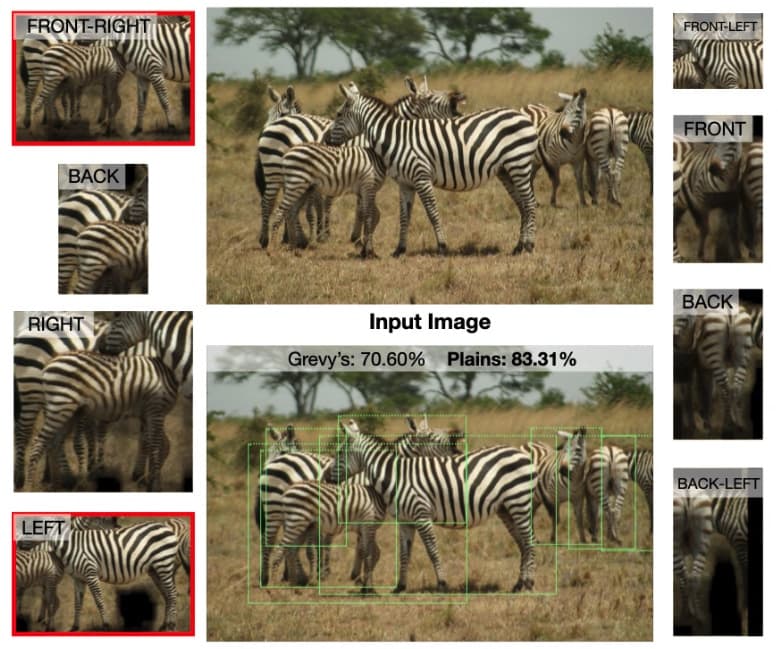 FRONT-RIGHT
BACK
RIGHT
LEFT
Input Image
Grevy's: 70.60% Plains: 83.31%
FRONT-LEFT
FRONT
BACK
BACK-LEFT